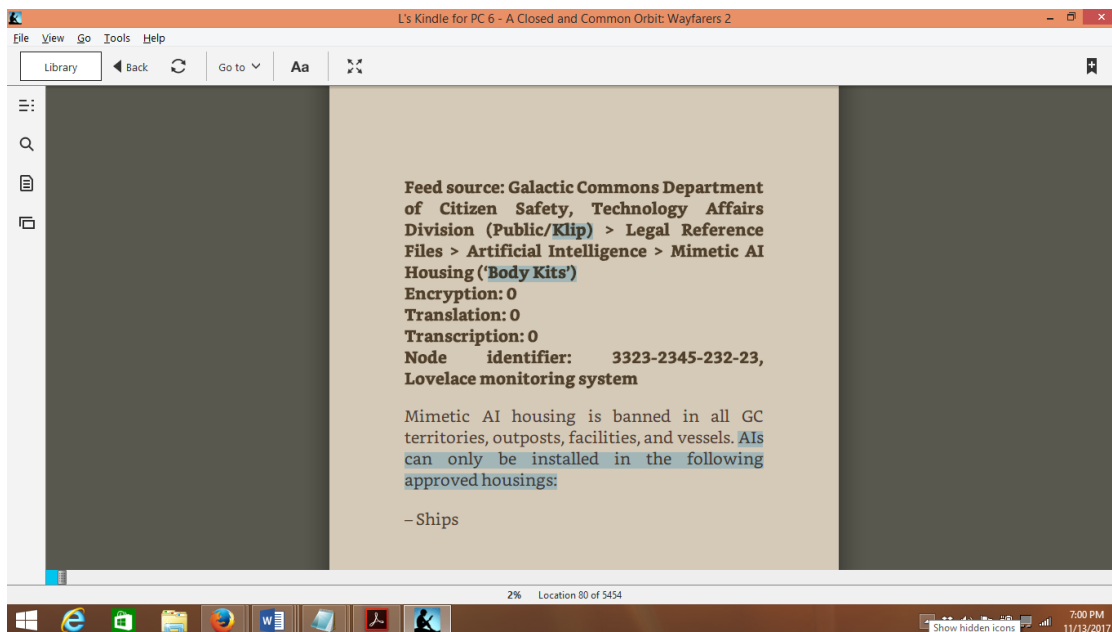 L's Kindle for PC 6 - A Closed and Common Orbit: Wayfarers 2
File View Go Tools Help
Library Back Go to Aa
Feed source: Galactic Commons Department
of Citizen Safety, Technology Affairs
Division (Public/Klip) > Legal Reference
Files > Artificial Intelligence > Mimetic AI
Housing (‘Body Kits’)
Encryption: 0
Translation: 0
Transcription: 0
Node identifier: 3323-2345-232-23,
Lovelace monitoring system
Mimetic AI housing is banned in all GC
territories, outposts, facilities, and vessels. AIs
can only be installed in the following
approved housings:
– Ships
2% Location 80 of 5454
7:00 PM
Show hidden icons
11/13/2017